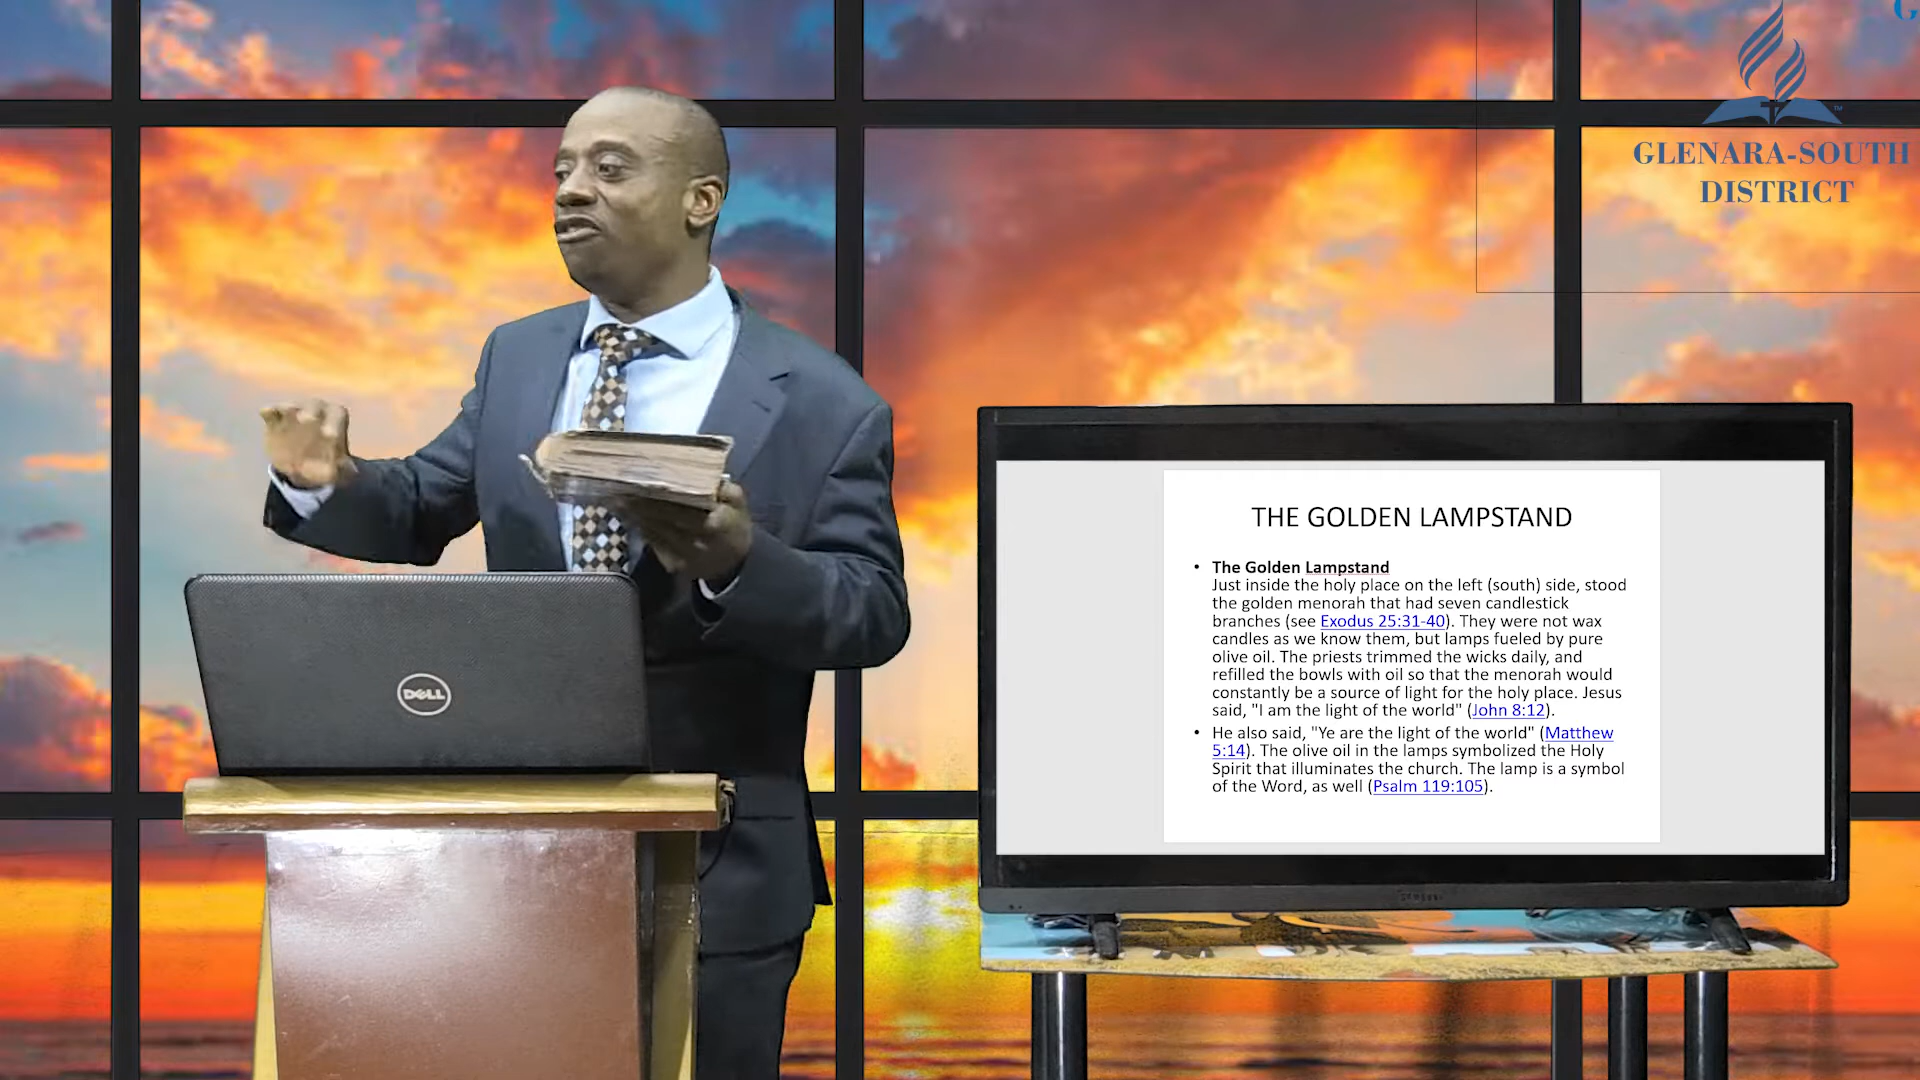 G
™
GLENARA-SOUTH
DISTRICT
THE GOLDEN LAMPSTAND
• The Golden Lampstand
Just inside the holy place on the left (south) side, stood
the golden menorah that had seven candlestick
branches (see Exodus 25:31-40). They were not wax
candles as we know them, but lamps fueled by pure
olive oil. The priests trimmed the wicks daily, and
refilled the bowls with oil so that the menorah would
constantly be a source of light for the holy place. Jesus
said, "I am the light of the world" (John 8:12).
• He also said, "Ye are the light of the world" (Matthew
5:14). The olive oil in the lamps symbolized the Holy
Spirit that illuminates the church. The lamp is a symbol
of the Word, as well (Psalm 119:105).
DELL
SAMSUNG